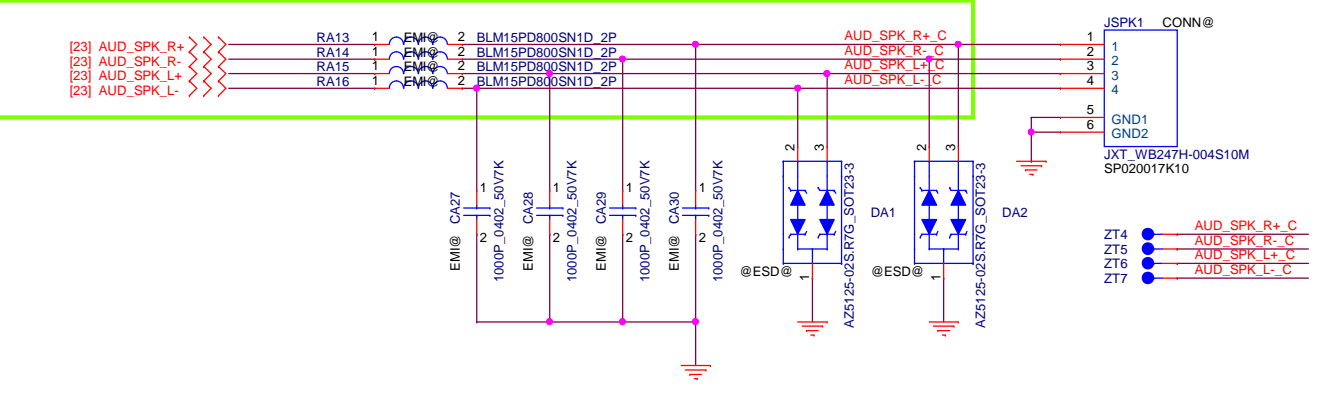 JSPK1 CONN@
[23] AUD_SPK_R+ RA13 1 EMI@ 2 BLM15PD800SN1D_2P AUD_SPK_R+_C 1 1
[23] AUD_SPK_R- RA14 1 EMI@ 2 BLM15PD800SN1D_2P AUD_SPK_R-_C 2 2
[23] AUD_SPK_L+ RA15 1 EMI@ 2 BLM15PD800SN1D_2P AUD_SPK_L+_C 3 3
[23] AUD_SPK_L- RA16 1 EMI@ 2 BLM15PD800SN1D_2P AUD_SPK_L-_C 4 4
5 GND1
6 GND2
JXT_WB247H-004S10M
SP020017K10
EMI@ CA27 1 2 1000P_0402_50V7K
EMI@ CA28 1 2 1000P_0402_50V7K
EMI@ CA29 1 2 1000P_0402_50V7K
EMI@ CA30 1 2 1000P_0402_50V7K
2 3
DA1
@ESD@ 1
AZ5125-02S.R7G_SOT23-3
2 3
DA2
@ESD@ 1
AZ5125-02S.R7G_SOT23-3
ZT4 AUD_SPK_R+_C
ZT5 AUD_SPK_R-_C
ZT6 AUD_SPK_L+_C
ZT7 AUD_SPK_L-_C